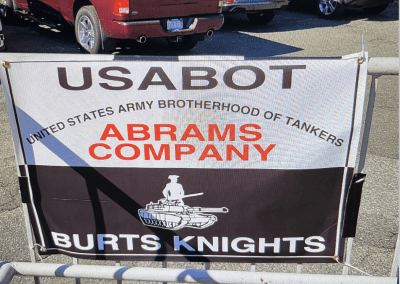 USABOT
UNITED STATES ARMY BROTHERHOOD OF TANKERS
ABRAMS
COMPANY
BURTS KNIGHTS